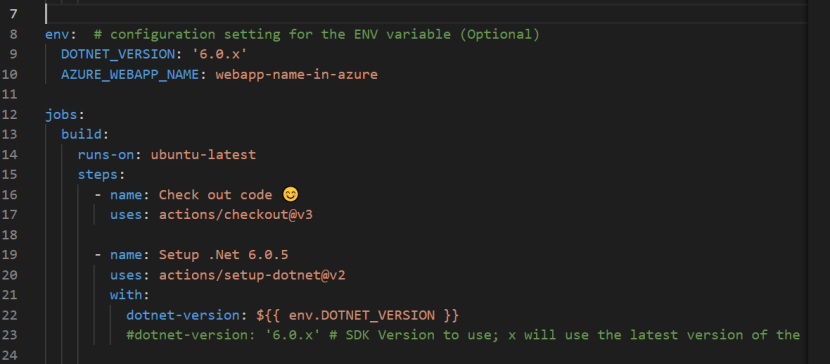 7
8 env:  # configuration setting for the ENV variable (Optional)
9   DOTNET_VERSION: '6.0.x'
10   AZURE_WEBAPP_NAME: webapp-name-in-azure
11
12 jobs:
13   build:
14     runs-on: ubuntu-latest
15     steps:
16       - name: Check out code 😊
17         uses: actions/checkout@v3
18
19       - name: Setup .Net 6.0.5
20         uses: actions/setup-dotnet@v2
21         with:
22           dotnet-version: ${{ env.DOTNET_VERSION }}
23           #dotnet-version: '6.0.x' # SDK Version to use; x will use the latest version of the
24